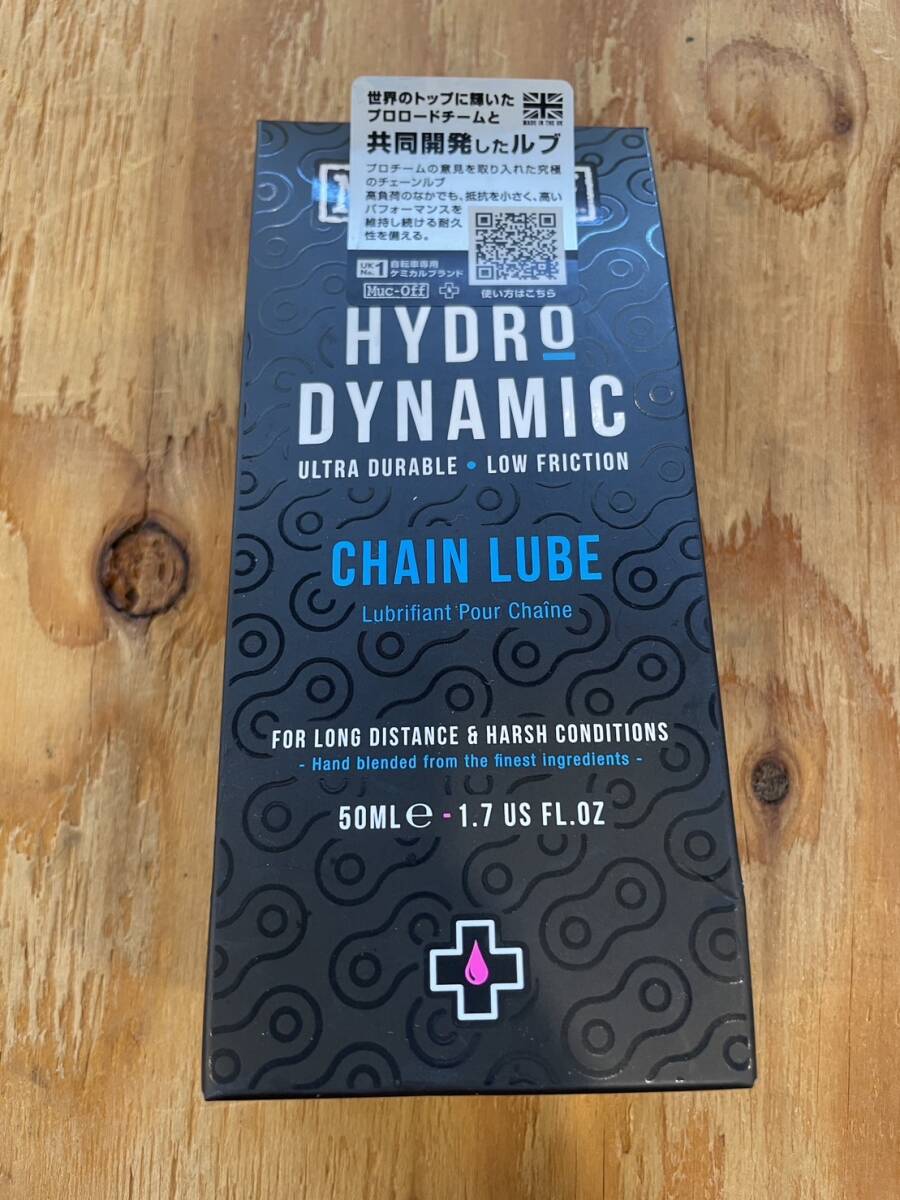 世界のトップに輝いた
プロロードチームと
MADE IN THE UK
共同開発したルブ
プロチームの意見を取り入れた究極
のチェーンルブ
高負荷のなかでも、抵抗を小さく、高い
パフォーマンスを
維持し続ける耐久
性を備える。
UK No.1
自転車専用
ケミカルブランド
Muc-Off
使い方はこちら
HYDRO
DYNAMIC
ULTRA DURABLE • LOW FRICTION
CHAIN LUBE
Lubrifiant Pour Chaîne
FOR LONG DISTANCE & HARSH CONDITIONS
- Hand blended from the finest ingredients -
50ML℮ - 1.7 US FL.OZ